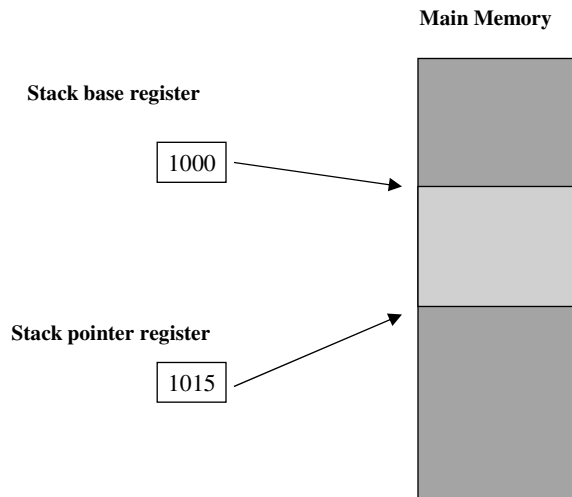 Main Memory
Stack base register
1000
Stack pointer register
1015